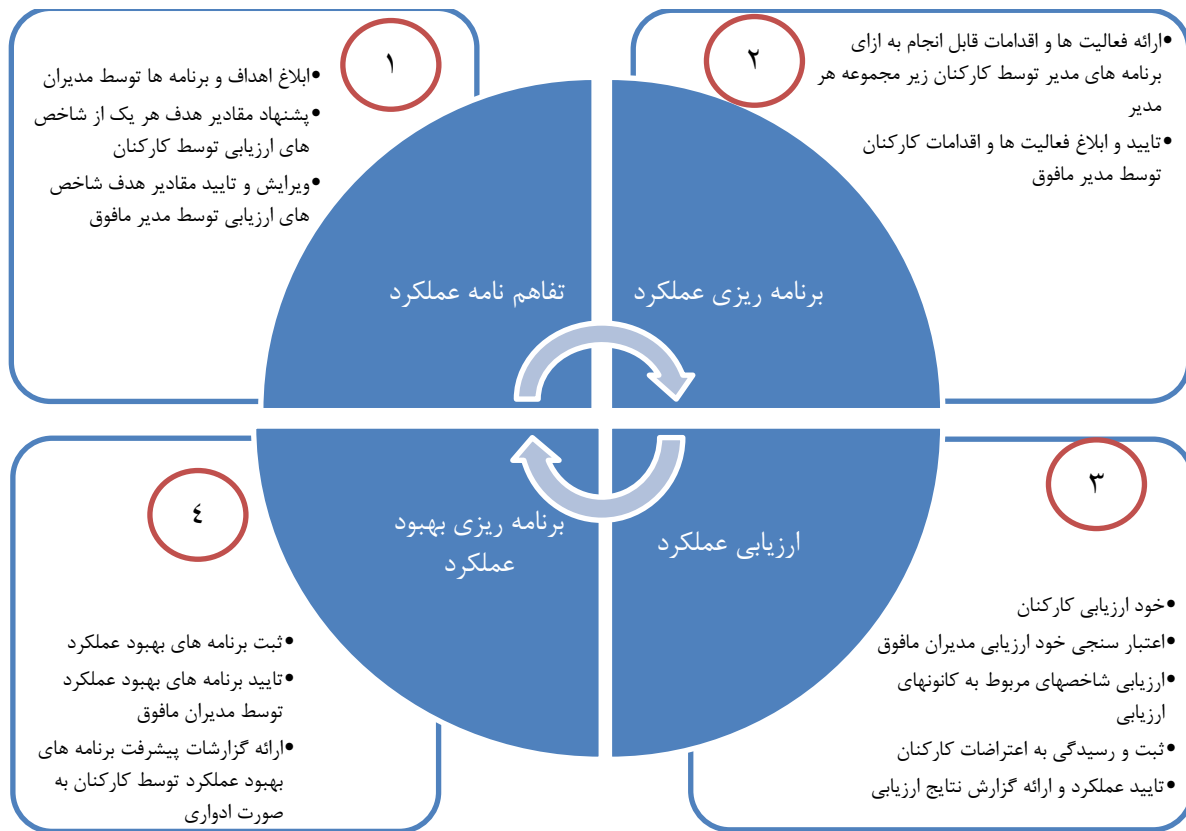 ١
•ابلاغ اهداف و برنامه ها توسط مدیران
•پشنهاد مقادیر هدف هر یک از شاخص
های ارزیابی توسط کارکنان
•ویرایش و تایید مقادیر هدف شاخص
های ارزیابی توسط مدیر مافوق
تفاهم نامه عملکرد
٢
•ارائه فعالیت ها و اقدامات قابل انجام به ازای
برنامه های مدیر توسط کارکنان زیر مجموعه هر
مدیر
•تایید و ابلاغ فعالیت ها و اقدامات کارکنان
توسط مدیر مافوق
برنامه ریزی عملکرد
٣
•خود ارزیابی کارکنان
•اعتبار سنجی خود ارزیابی مدیران مافوق
•ارزیابی شاخصهای مربوط به کانونهای
ارزیابی
•ثبت و رسیدگی به اعتراضات کارکنان
•تایید عملکرد و ارائه گزارش نتایج ارزیابی
ارزیابی عملکرد
٤
•ثبت برنامه های بهبود عملکرد
•تایید برنامه های بهبود عملکرد
توسط مدیران مافوق
•ارائه گزارشات پیشرفت برنامه های
بهبود عملکرد توسط کارکنان به
صورت ادواری
برنامه ریزی بهبود
عملکرد